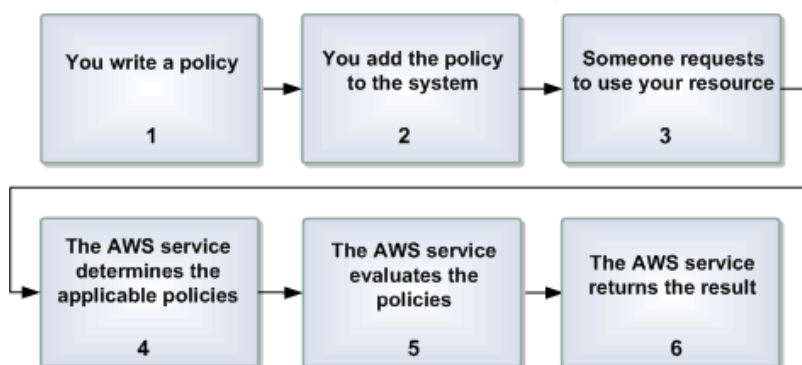 You write a policy
1
You add the policy
to the system
2
Someone requests
to use your resource
3
The AWS service
determines the
applicable policies
4
The AWS service
evaluates the
policies
5
The AWS service
returns the result
6